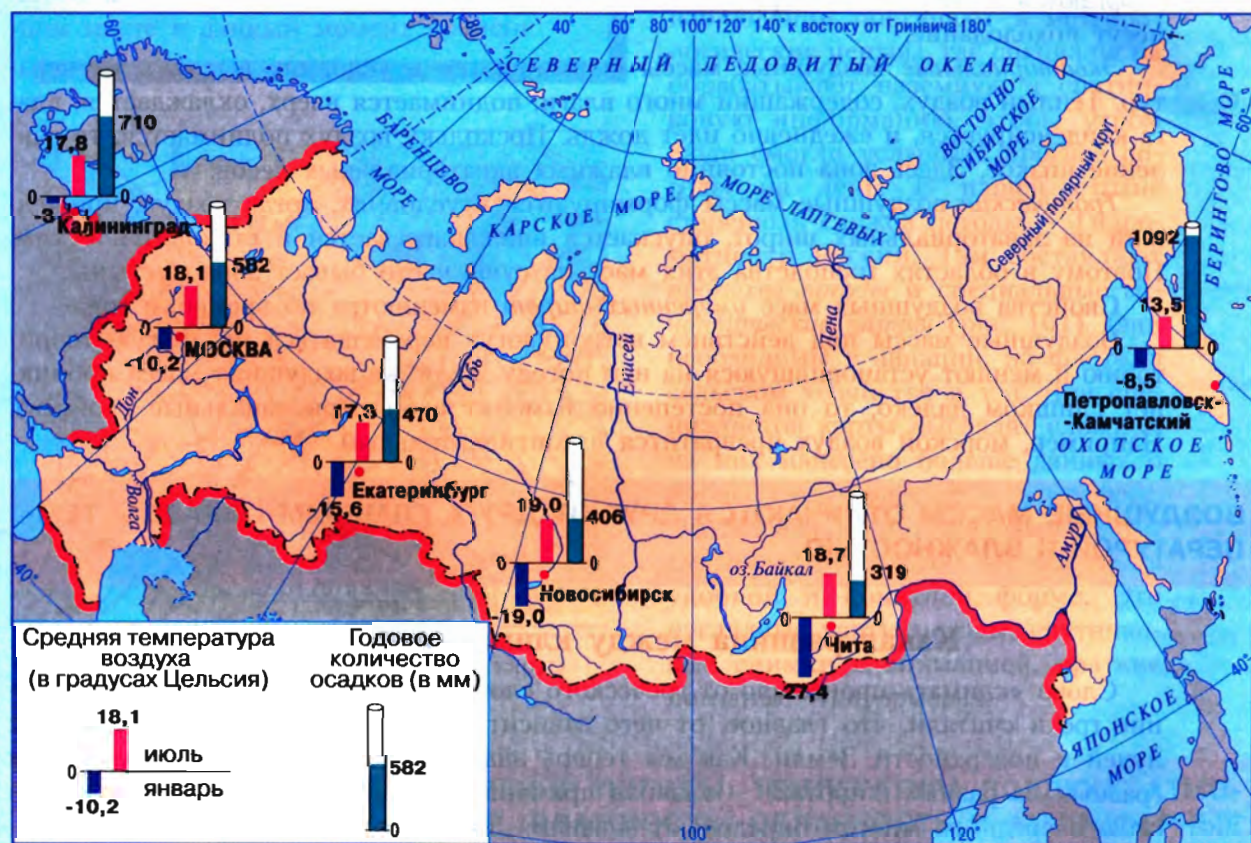 60°
20°
80°
40°
60°
80°
100°
120°
140° к востоку от Гринвича
180°
СЕВЕРНЫЙ ЛЕДОВИТЫЙ ОКЕАН
БАРЕНЦЕВО
МОРЕ
КАРСКОЕ МОРЕ
МОРЕ ЛАПТЕВЫХ
ВОСТОЧНО-
СИБИРСКОЕ
МОРЕ
Северный полярный круг
БЕРИНГОВО МОРЕ
60°
710
17,8
0
0
-3,
Калининград
582
18,1
0
0
-10,2
МОСКВА
470
17,3
0
0
-15,6
Екатеринбург
406
19,0
0
0
19,0
Новосибирск
319
18,7
0
0
-27,4
Чита
1092
13,5
0
0
-8,5
Петропавловск-
-Камчатский
ОХОТСКОЕ
МОРЕ
Дон
Волга
Обь
Енисей
Лена
оз.Байкал
Амур
ЯПОНСКОЕ
МОРЕ
40°
40°
100°
120°
Средняя температура
воздуха
(в градусах Цельсия)
18,1
июль
0
январь
-10,2
Годовое
количество
осадков (в мм)
582
0